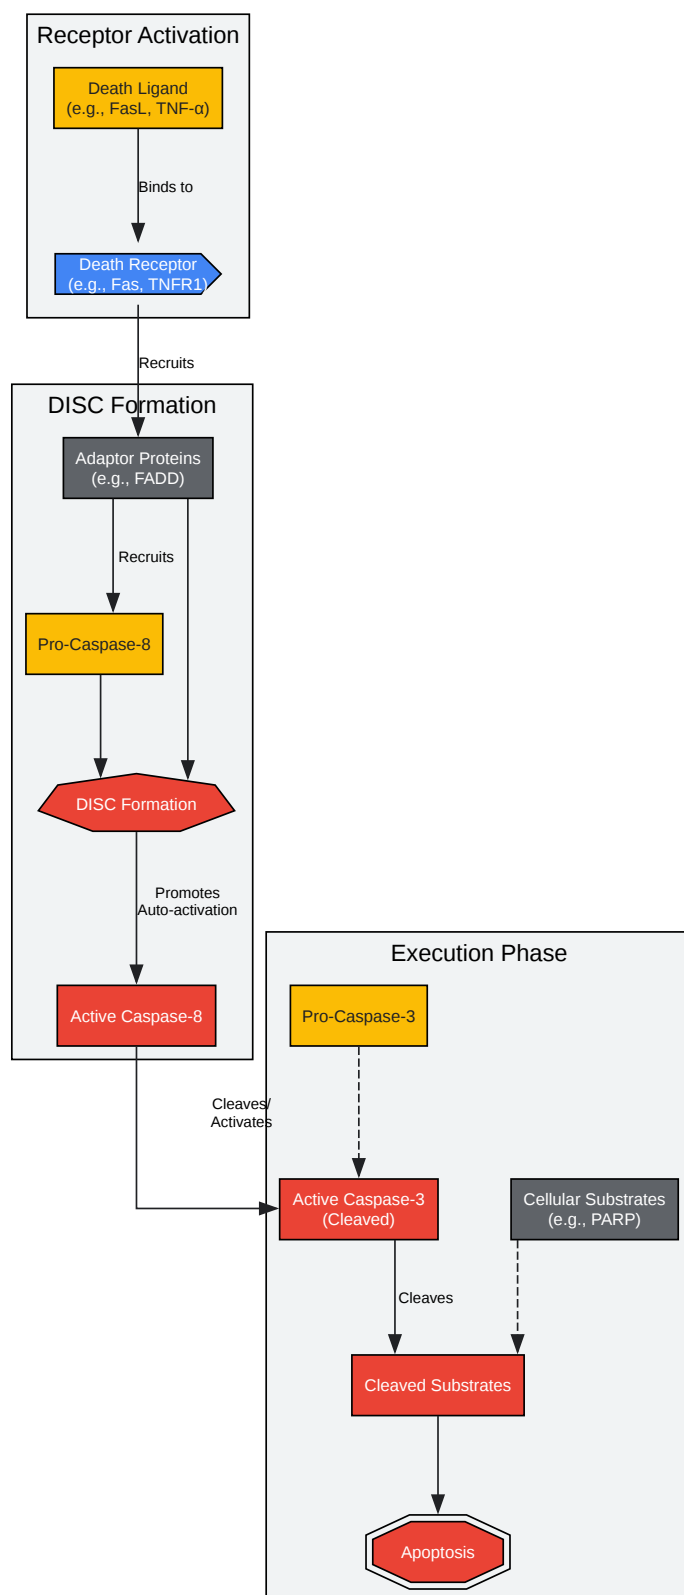 Receptor Activation
Death Ligand
(e.g., FasL, TNF-α)
Binds to
Death Receptor
(e.g., Fas, TNFR1)
Recruits
DISC Formation
Adaptor Proteins
(e.g., FADD)
Recruits
Pro-Caspase-8
DISC Formation
Promotes
Auto-activation
Active Caspase-8
Execution Phase
Pro-Caspase-3
Cleaves/
Activates
Active Caspase-3
(Cleaved)
Cellular Substrates
(e.g., PARP)
Cleaves
Cleaved Substrates
Apoptosis